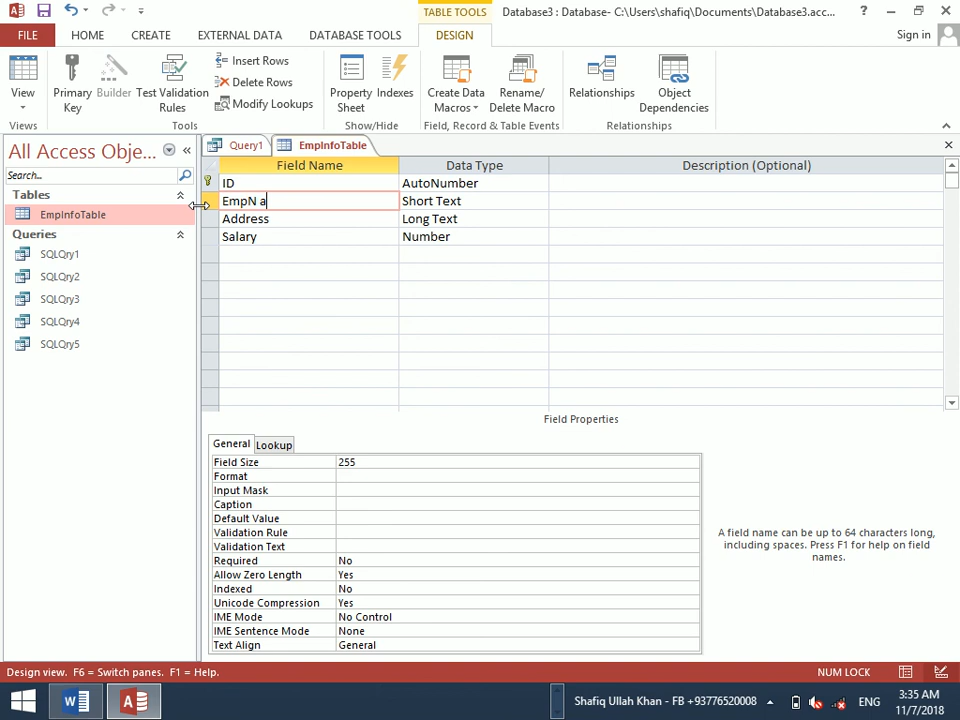 TABLE TOOLS
Database3 : Database- C:\Users\shafiq\Documents\Database3.acc...
?
FILE
HOME
CREATE
EXTERNAL DATA
DATABASE TOOLS
DESIGN
Sign in
View
Primary Key
Builder
Test Validation Rules
Insert Rows
Delete Rows
Modify Lookups
Property Sheet
Indexes
Create Data Macros
Rename/ Delete Macro
Relationships
Object Dependencies
Views
Tools
Show/Hide
Field, Record & Table Events
Relationships
All Access Obje...
Search...
Tables
EmpInfoTable
Queries
SQLQry1
SQLQry2
SQLQry3
SQLQry4
SQLQry5
Query1
EmpInfoTable
Field Name Data Type Description (Optional)
ID AutoNumber
EmpN a Short Text
Address Long Text
Salary Number
Field Properties
General Lookup
Field Size 255
Format
Input Mask
Caption
Default Value
Validation Rule
Validation Text
Required No
Allow Zero Length Yes
Indexed No
Unicode Compression Yes
IME Mode No Control
IME Sentence Mode None
Text Align General
A field name can be up to 64 characters long,
including spaces. Press F1 for help on field
names.
Design view. F6 = Switch panes. F1 = Help.
NUM LOCK
Shafiq Ullah Khan - FB +93776520008
ENG
3:35 AM
11/7/2018